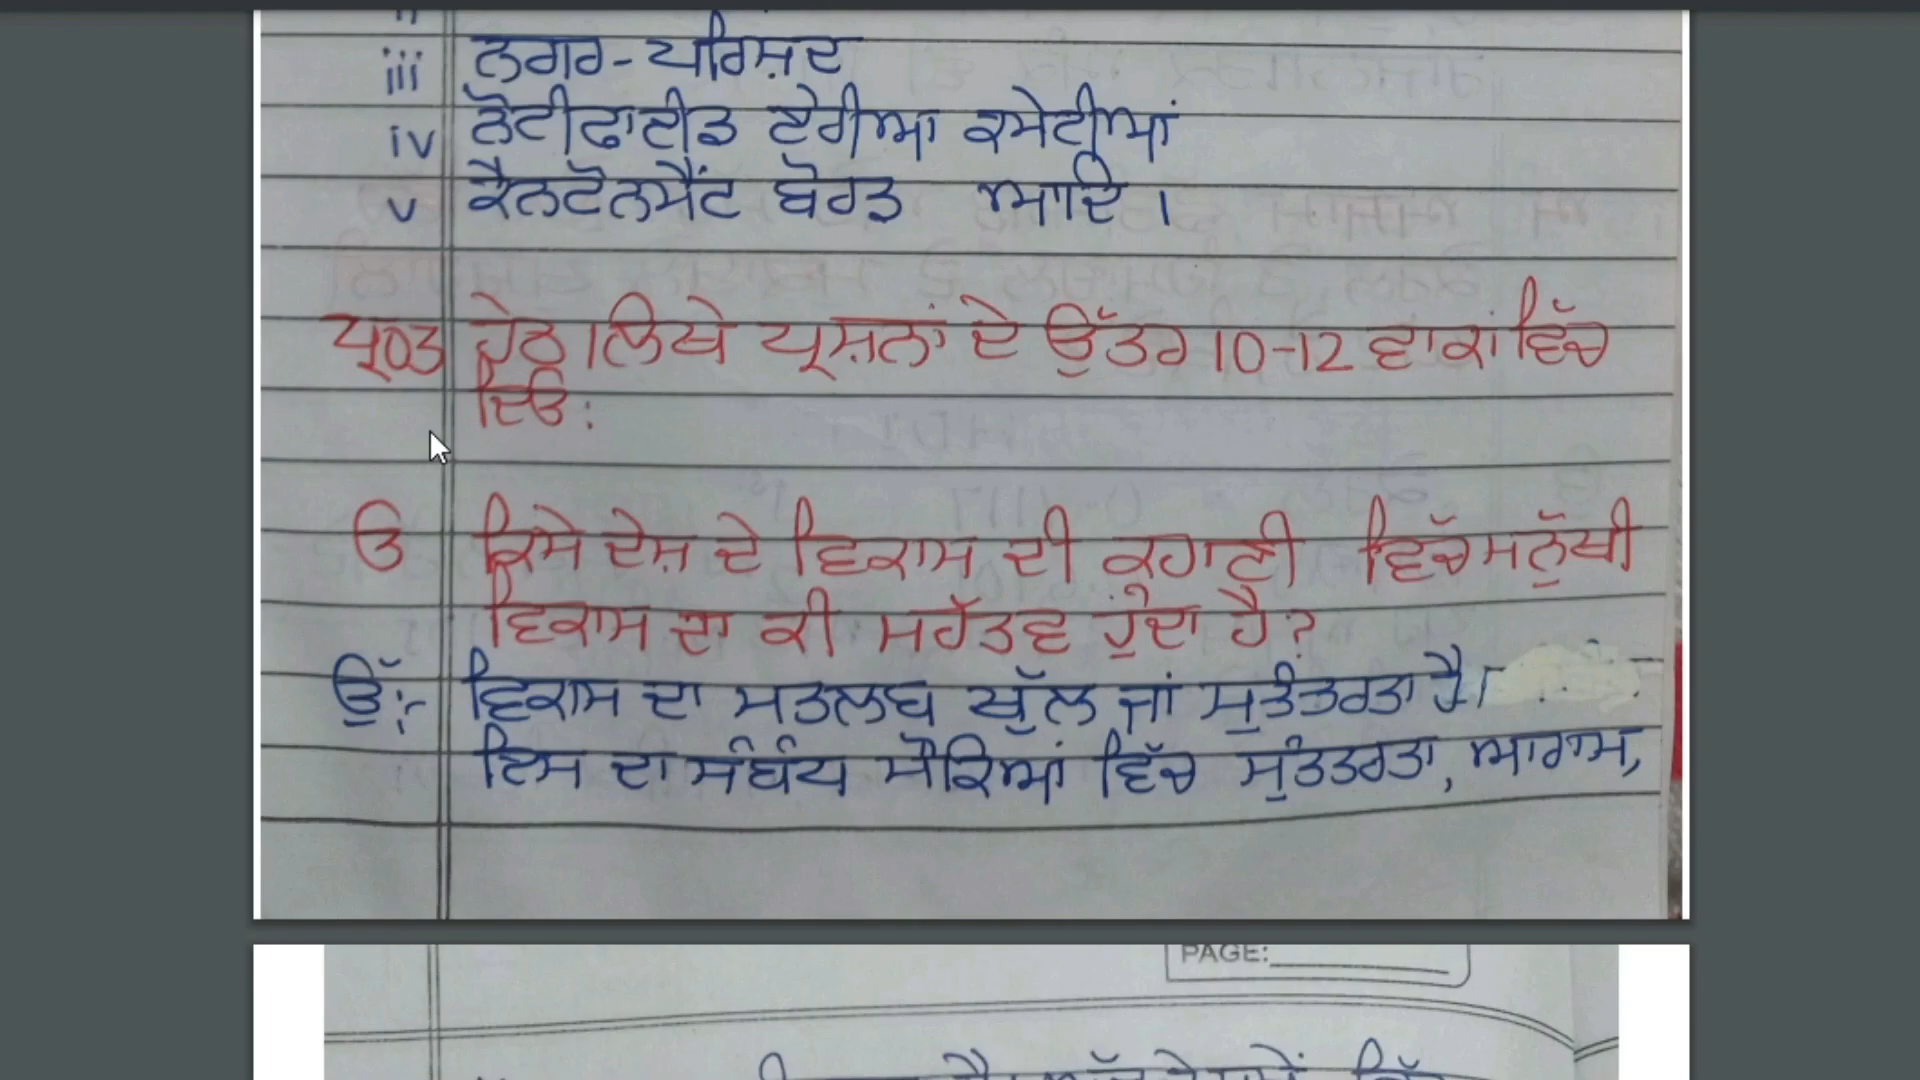 iii ਨਗਰ-ਪਰਿਸ਼ਦ
iv ਨੋਟੀਫਾਈਡ ਏਰੀਆ ਕਮੇਟੀਆਂ
v ਕੈਨਟੋਨਮੈਂਟ ਬੋਰਡ ਆਦਿ।
ਪ੍ਰ03 ਹੇਠ ਲਿਖੇ ਪ੍ਰਸ਼ਨਾਂ ਦੇ ਉੱਤਰ 10-12 ਵਾਕਾਂ ਵਿੱਚ
ਦਿਓ:
ੳ ਕਿਸੇ ਦੇਸ਼ ਦੇ ਵਿਕਾਸ ਦੀ ਕਹਾਣੀ ਵਿੱਚ ਮਨੁੱਖੀ
ਵਿਕਾਸ ਦਾ ਕੀ ਮਹੱਤਵ ਹੁੰਦਾ ਹੈ?
ਉੱ:- ਵਿਕਾਸ ਦਾ ਮਤਲਬ ਖੁੱਲ ਜਾਂ ਸੁਤੰਤਰਤਾ ਹੈ।
ਇਸ ਦਾ ਸੰਬੰਧ ਮੌਕਿਆਂ ਵਿੱਚ ਸੁਤੰਤਰਤਾ, ਆਰਾਮ,
PAGE: